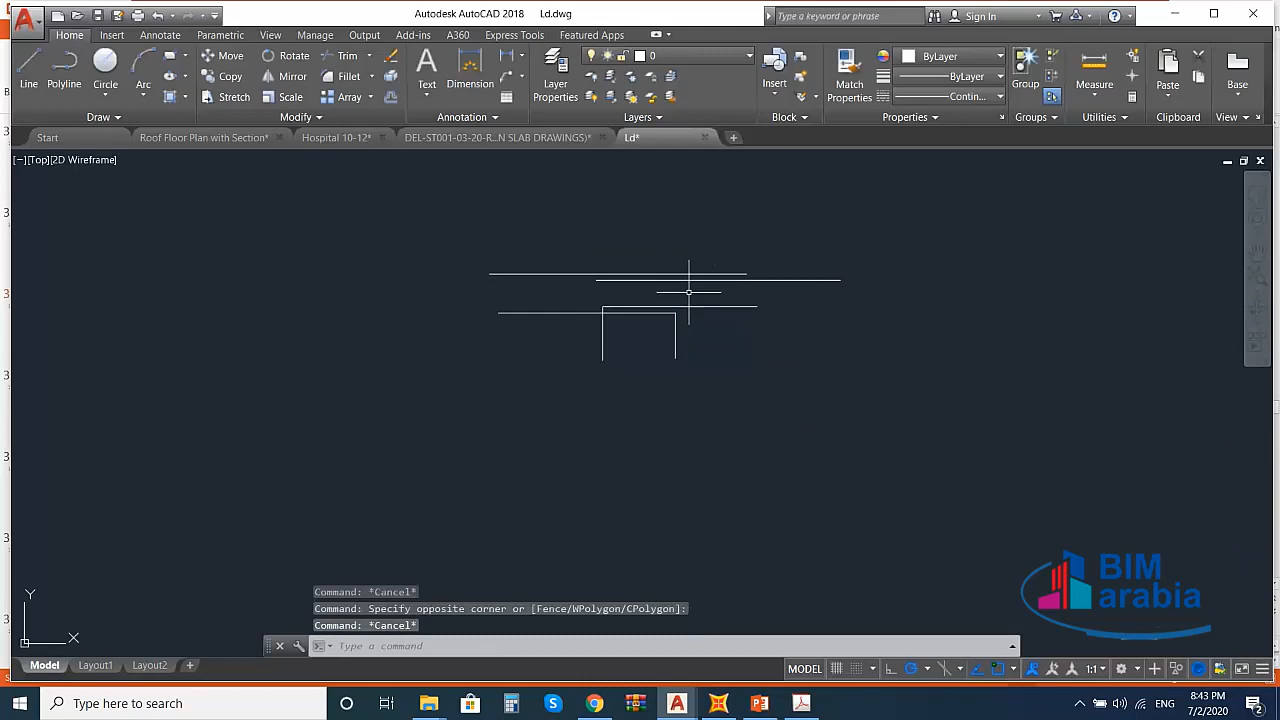 Autodesk AutoCAD 2018 Ld.dwg
Type a keyword or phrase
Sign In
Home Insert Annotate Parametric View Manage Output Add-ins A360 Express Tools Featured Apps
Line Polyline Circle Arc
Move Rotate Trim
Copy Mirror Fillet
Stretch Scale Array
Text Dimension
Layer Properties
0
Insert
Match Properties
ByLayer
ByLayer
Contin...
Group
Measure
Paste
Base
Draw Modify Annotation Layers Block Properties Groups Utilities Clipboard View
Start Roof Floor Plan with Section* Hospital 10-12* DEL-ST001-03-20-R...N SLAB DRAWINGS)* Ld*
[−][Top][2D Wireframe]
BIM
arabia
Y
X
Command: *Cancel*
Command: Specify opposite corner or [Fence/WPolygon/CPolygon]:
Command: *Cancel*
Type a command
Model Layout1 Layout2 +
MODEL 1:1
Type here to search
ENG
8:43 PM
7/2/2020
2